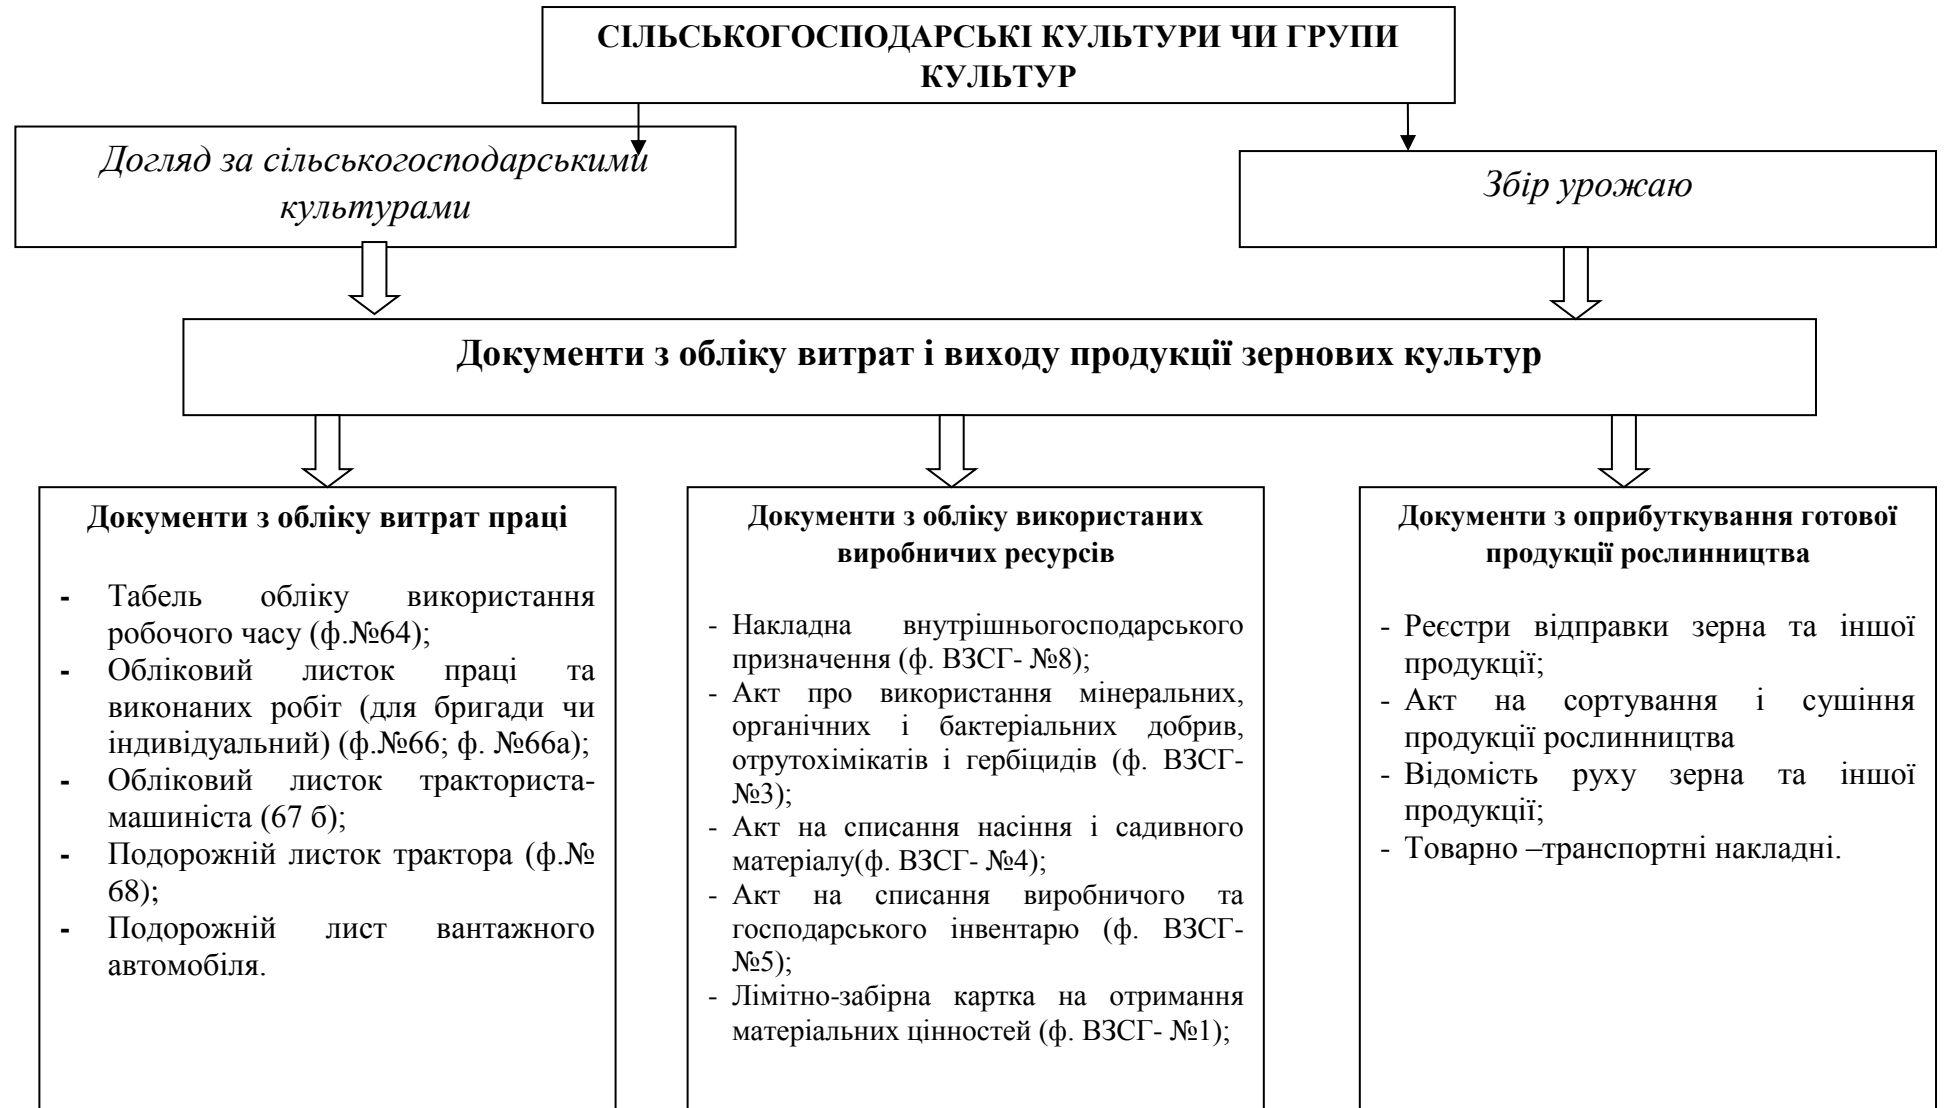 СІЛЬСЬКОГОСПОДАРСЬКІ КУЛЬТУРИ ЧИ ГРУПИ
КУЛЬТУР
Догляд за сільськогосподарськими
культурами
Збір урожаю
Документи з обліку витрат і виходу продукції зернових культур
Документи з обліку витрат праці
- Табель обліку використання
робочого часу (ф.№64);
- Обліковий листок праці та
виконаних робіт (для бригади чи
індивідуальний) (ф.№66; ф. №66а);
- Обліковий листок тракториста-
машиніста (67 б);
- Подорожній листок трактора (ф.№
68);
- Подорожній лист вантажного
автомобіля.
Документи з обліку використаних
виробничих ресурсів
- Накладна внутрішньогосподарського
призначення (ф. ВЗСГ- №8);
- Акт про використання мінеральних,
органічних і бактеріальних добрив,
отрутохімікатів і гербіцидів (ф. ВЗСГ-
№3);
- Акт на списання насіння і садивного
матеріалу(ф. ВЗСГ- №4);
- Акт на списання виробничого та
господарського інвентарю (ф. ВЗСГ-
№5);
- Лімітно-забірна картка на отримання
матеріальних цінностей (ф. ВЗСГ- №1);
Документи з оприбуткування готової
продукції рослинництва
- Реєстри відправки зерна та іншої
продукції;
- Акт на сортування і сушіння
продукції рослинництва
- Відомість руху зерна та іншої
продукції;
- Товарно –транспортні накладні.